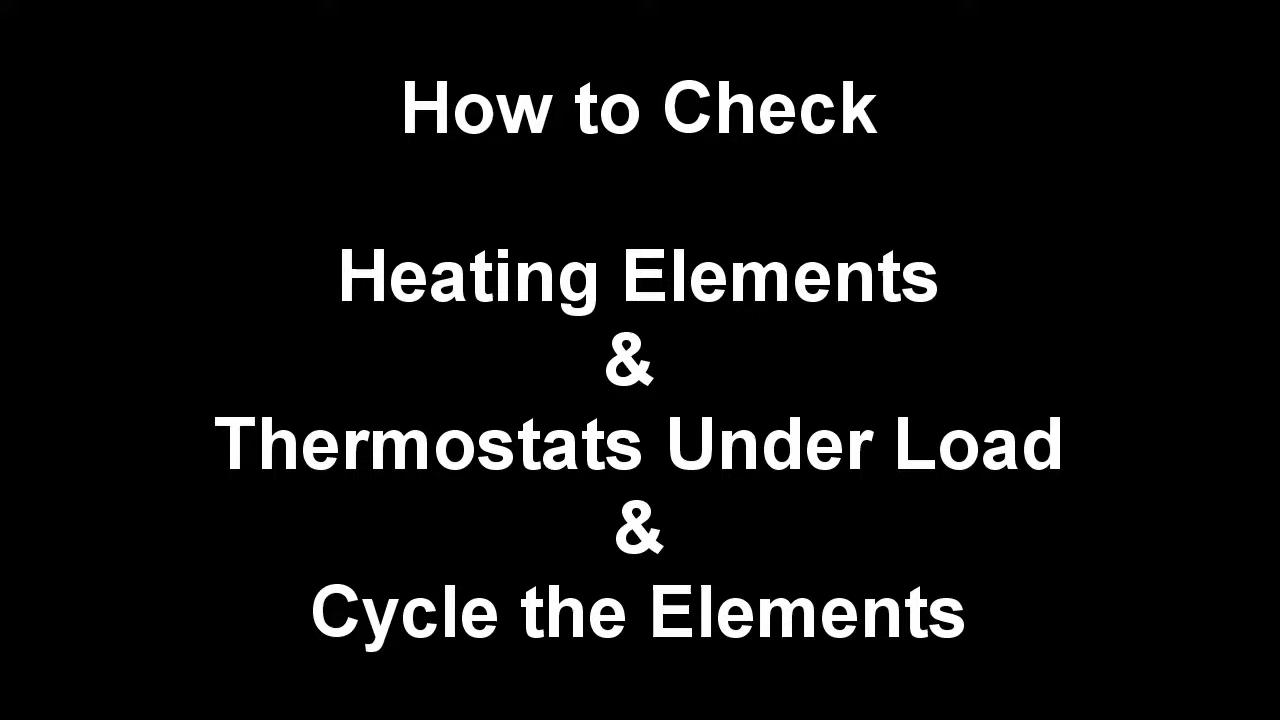 How to Check
Heating Elements
&
Thermostats Under Load
&
Cycle the Elements